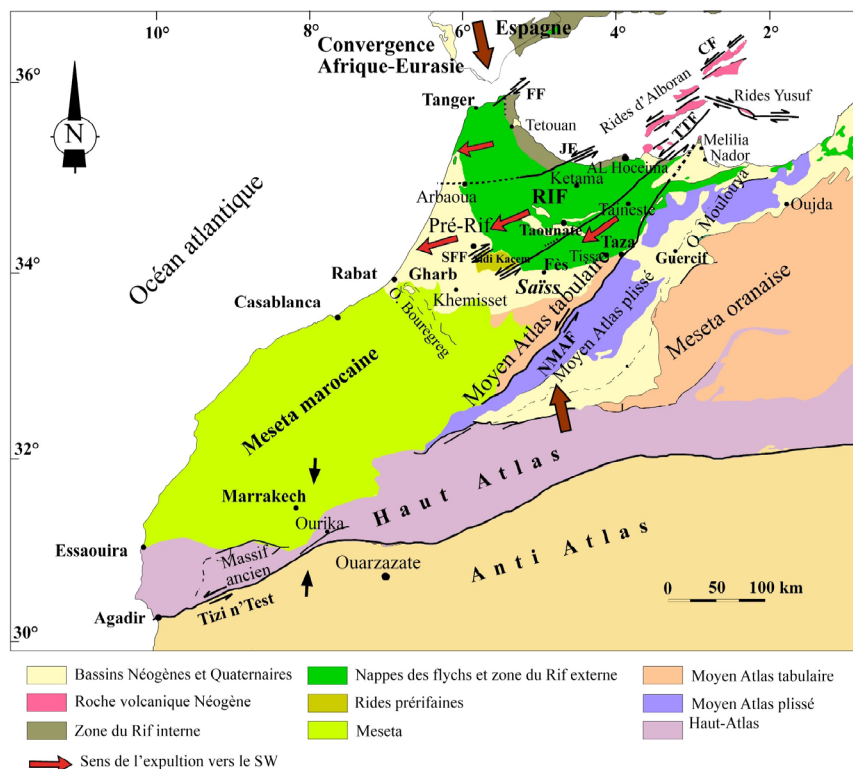 10°
6°
4°
2°
Espagne
Convergence
Afrique-Eurasie
CF
36°
Rides d'Alboran
Rides Yusuf
Tanger
FF
Tetouan
TTF
N
JF
Melilia
Nador
AL Hoceima
Ketama
Arbaoua
RIF
Taineste
O. Moulouya
Oujda
Pré-Rif
Taounate
Taza
Océan atlantique
SFF
Sidi Kacem
Tissa
Guercif
34°
Fès
Rabat
Gharb
Saïss
Khemisset
Casablanca
O. Bouregreg
Moyen Atlas tabulaire
Moyen Atlas plissé
Meseta oranaise
NMAF
Meseta marocaine
32°
Marrakech
Haut Atlas
Ourika
Essaouira
Massif
ancien
Ouarzazate
Anti Atlas
0 50 100 km
Tizi n'Test
Agadir
30°
Bassins Néogènes et Quaternaires
Nappes des flychs et zone du Rif externe
Moyen Atlas tabulaire
Roche volcanique Néogène
Rides prérifaines
Moyen Atlas plissé
Zone du Rif interne
Meseta
Haut-Atlas
Sens de l'expultion vers le SW